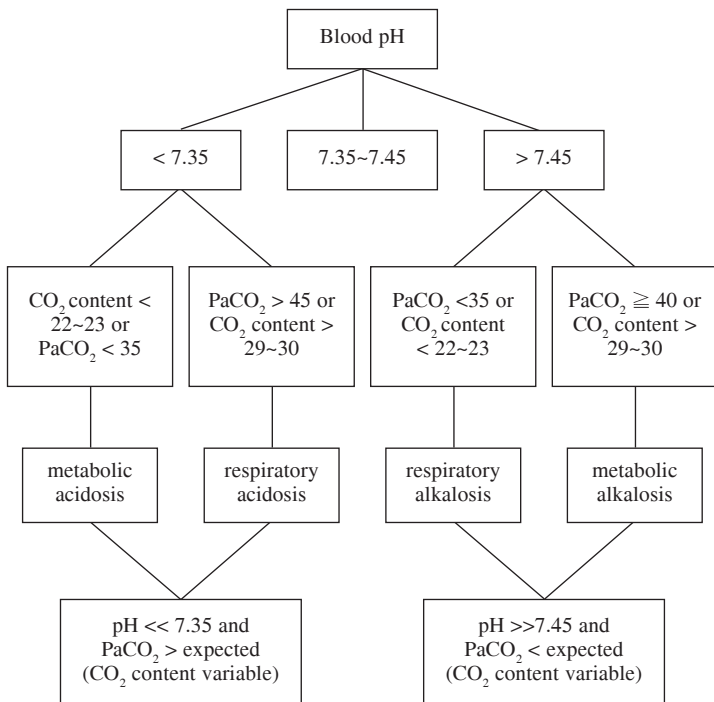 Blood pH
< 7.35
7.35~7.45
> 7.45
CO₂ content <
22~23 or
PaCO₂ < 35
PaCO₂ > 45 or
CO₂ content >
29~30
PaCO₂ <35 or
CO₂ content
< 22~23
PaCO₂ ≧ 40 or
CO₂ content >
29~30
metabolic
acidosis
respiratory
acidosis
respiratory
alkalosis
metabolic
alkalosis
pH << 7.35 and
PaCO₂ > expected
(CO₂ content variable)
pH >>7.45 and
PaCO₂ < expected
(CO₂ content variable)